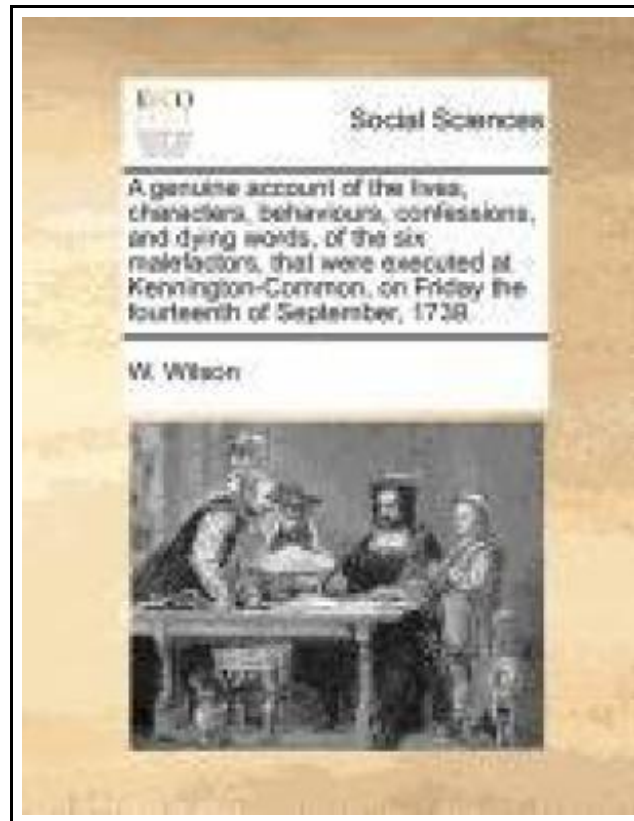 Social Sciences
A genuine account of the lives,
characters, behaviours, confessions,
and dying words, of the six
malefactors, that were executed at
Kennington-Common, on Friday the
fourteenth of September, 1739
W. Wilson